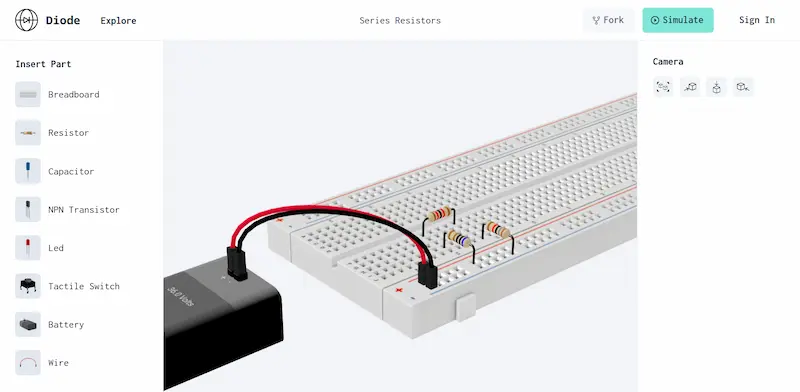 Diode
Explore
Series Resistors
Fork
Simulate
Sign In
Insert Part
Breadboard
Resistor
Capacitor
NPN Transistor
Led
Tactile Switch
Battery
Wire
Camera
36.0 Volts
+
-